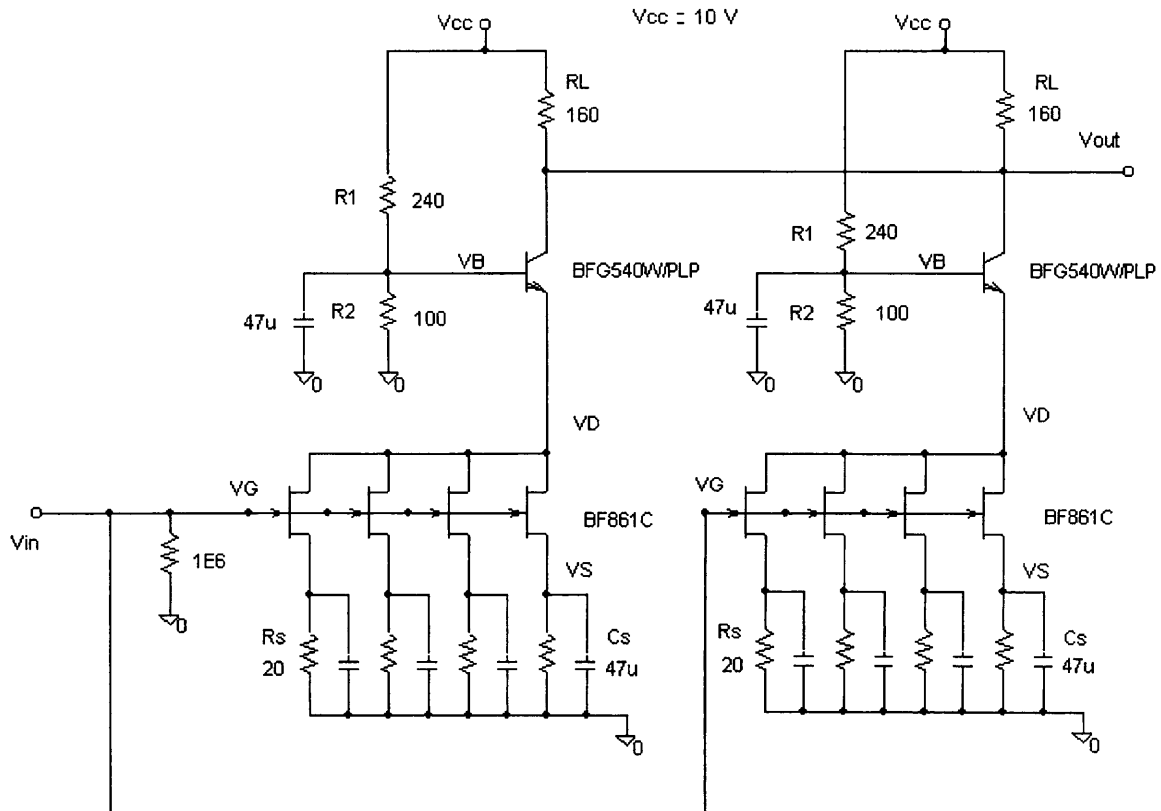 Vcc
Vcc = 10 V
Vcc
RL
160
RL
160
Vout
R1
240
R1
240
VB
BFG540W/PLP
VB
BFG540W/PLP
47u
R2
100
47u
R2
100
0
0
0
0
VD
VD
VG
VG
BF861C
BF861C
Vin
1E6
0
VS
VS
Rs
20
Cs
47u
Rs
20
Cs
47u
0
0